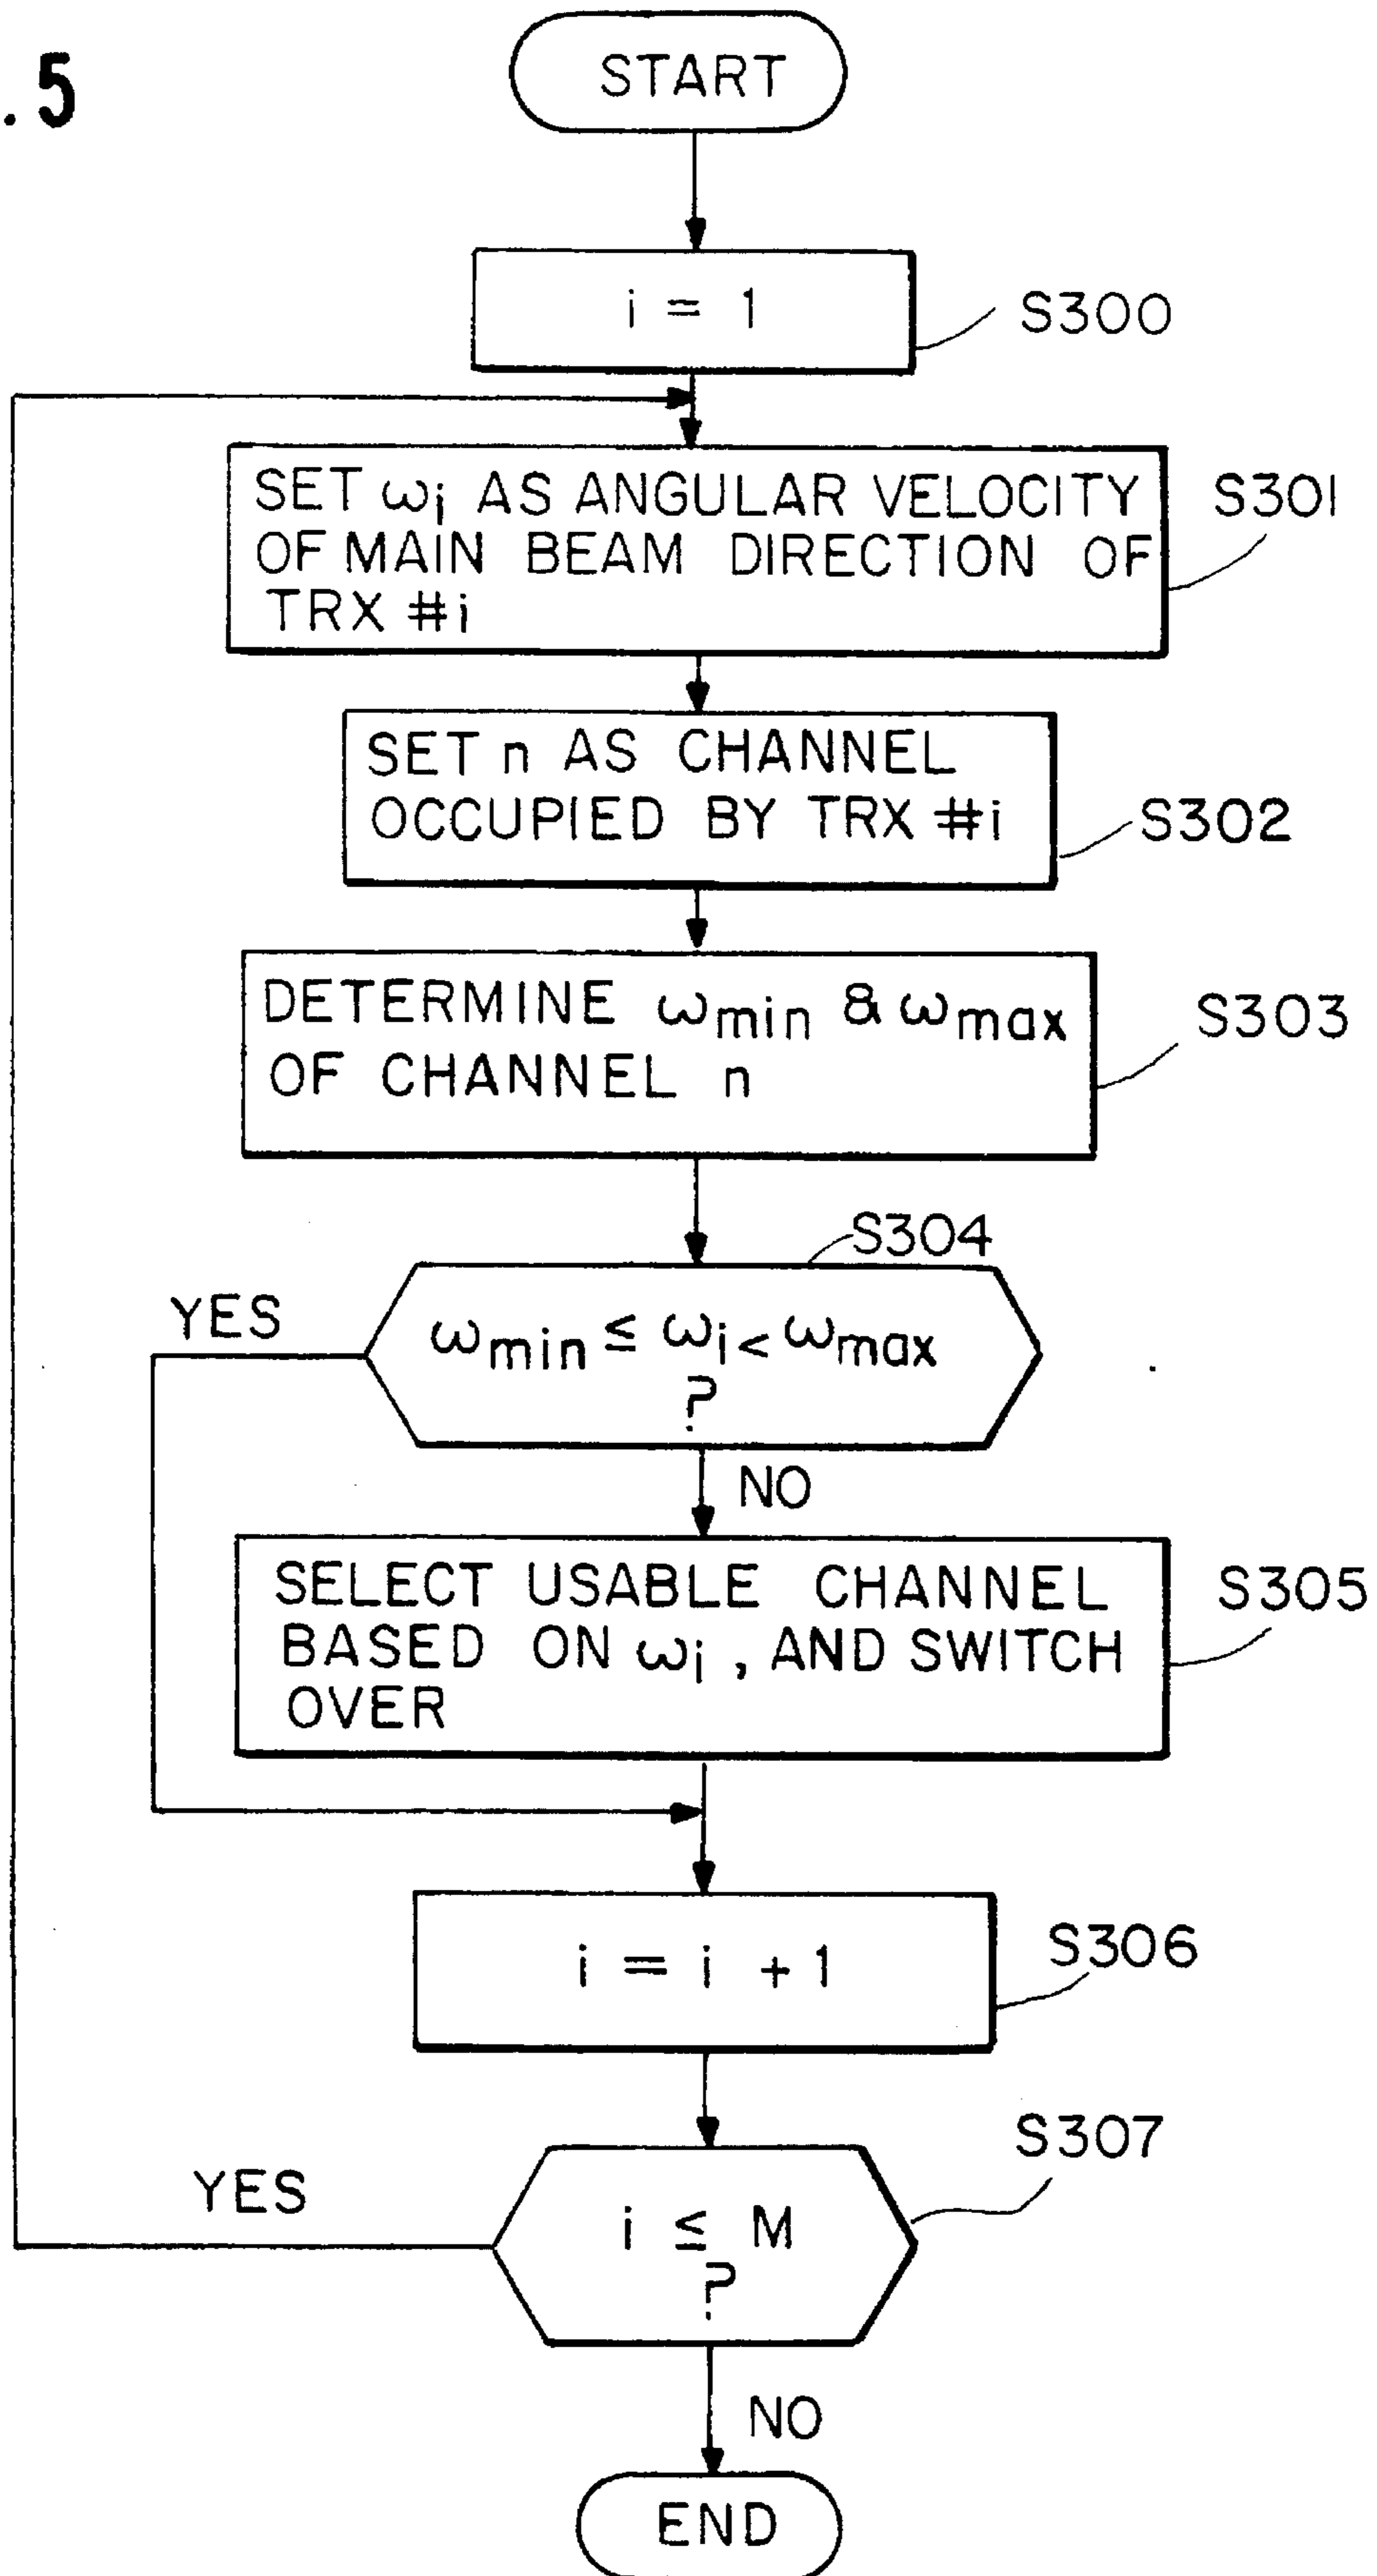 .5
START
i = 1
S300
SET ωi AS ANGULAR VELOCITY
OF MAIN BEAM DIRECTION OF
TRX #i
S301
SET n AS CHANNEL
OCCUPIED BY TRX #i
S302
DETERMINE ωmin & ωmax
OF CHANNEL n
S303
S304
YES
ωmin ≤ ωi < ωmax
?
NO
SELECT USABLE CHANNEL
BASED ON ωi , AND SWITCH
OVER
S305
i = i + 1
S306
S307
YES
i ≤ M
?
NO
END